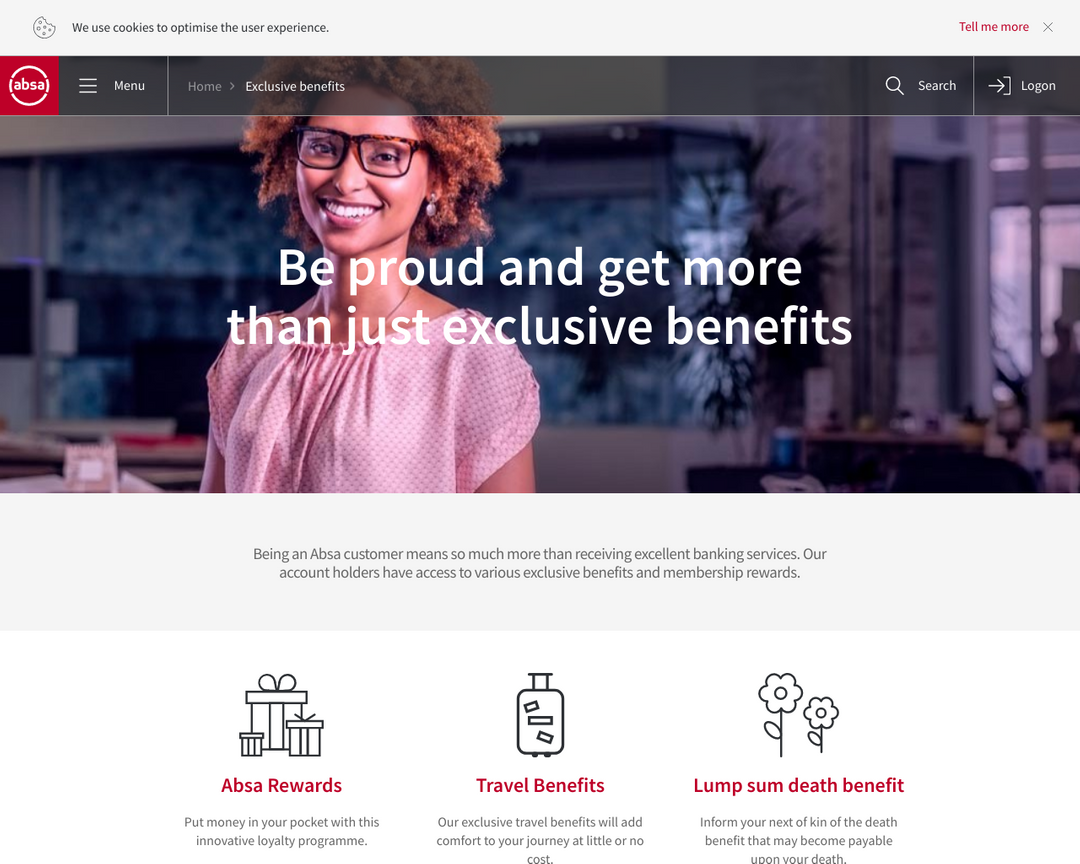 We use cookies to optimise the user experience.
Tell me more
absa
Menu
Home
Exclusive benefits
Search
Logon
Be proud and get more
than just exclusive benefits
Being an Absa customer means so much more than receiving excellent banking services. Our
account holders have access to various exclusive benefits and membership rewards.
Absa Rewards
Put money in your pocket with this
innovative loyalty programme.
Travel Benefits
Our exclusive travel benefits will add
comfort to your journey at little or no
cost.
Lump sum death benefit
Inform your next of kin of the death
benefit that may become payable
upon your death.